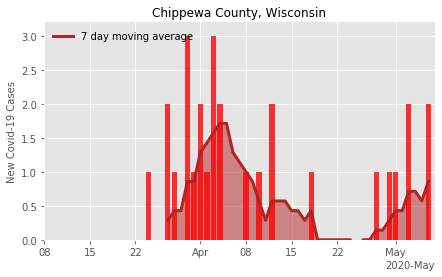 Chippewa County, Wisconsin
7 day moving average
New Covid-19 Cases
3.0
2.5
2.0
1.5
1.0
0.5
0.0
08 15 22 Apr 08 15 22 May
2020-May